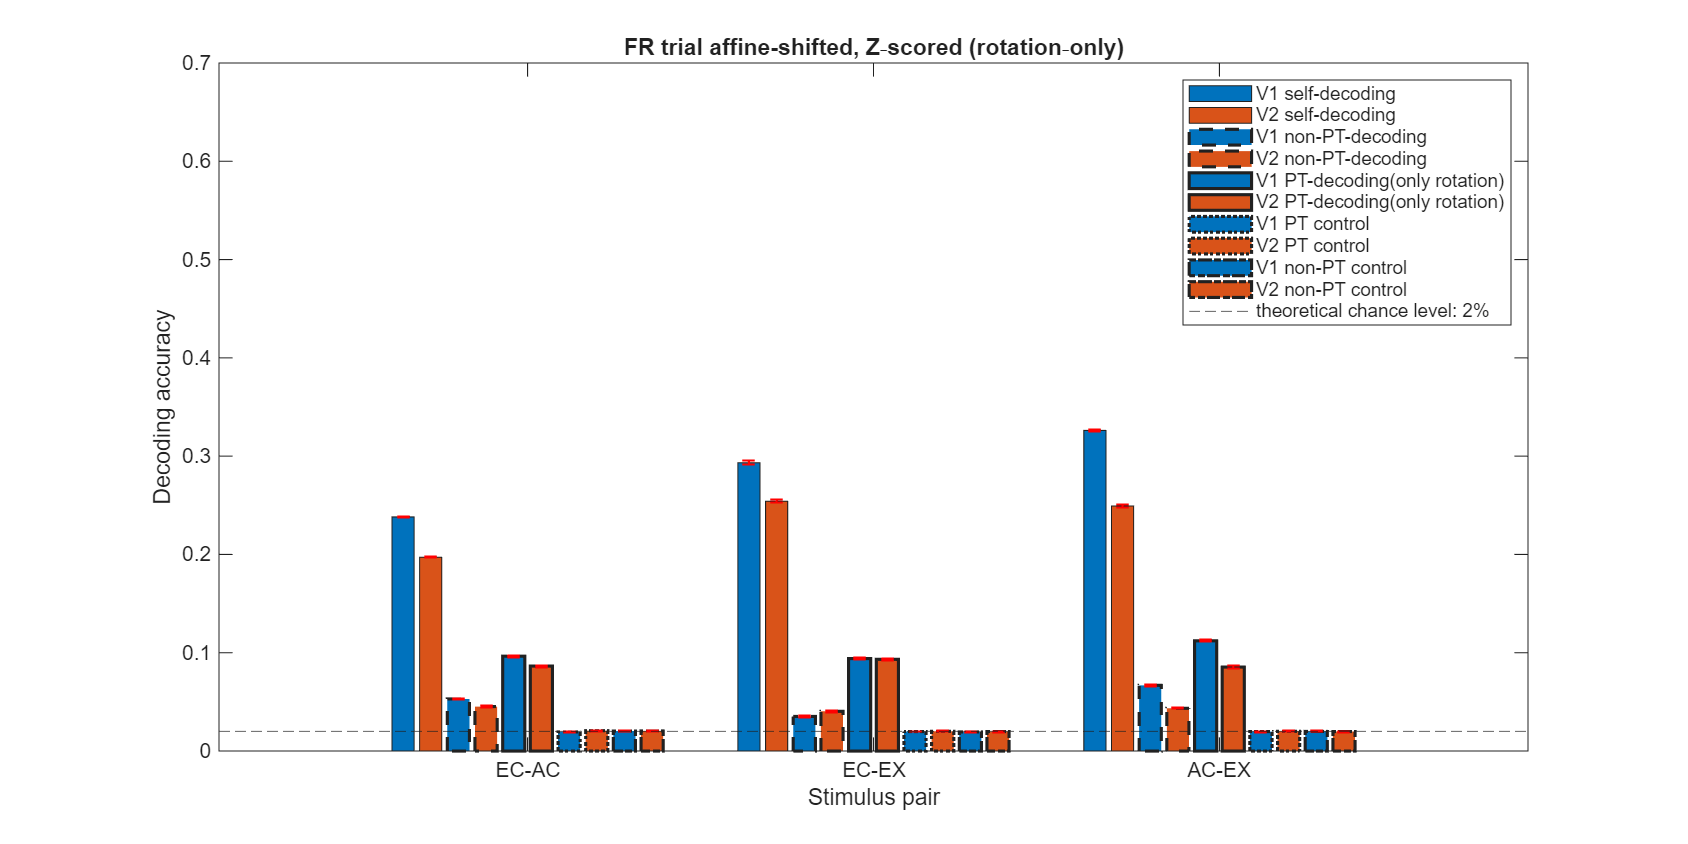 FR trial affine-shifted, Z-scored (rotation-only)
0.7
0.6
0.5
0.4
0.3
0.2
0.1
0
Decoding accuracy
V1 self-decoding
V2 self-decoding
V1 non-PT-decoding
V2 non-PT-decoding
V1 PT-decoding(only rotation)
V2 PT-decoding(only rotation)
V1 PT control
V2 PT control
V1 non-PT control
V2 non-PT control
theoretical chance level: 2%
EC-AC
EC-EX
AC-EX
Stimulus pair